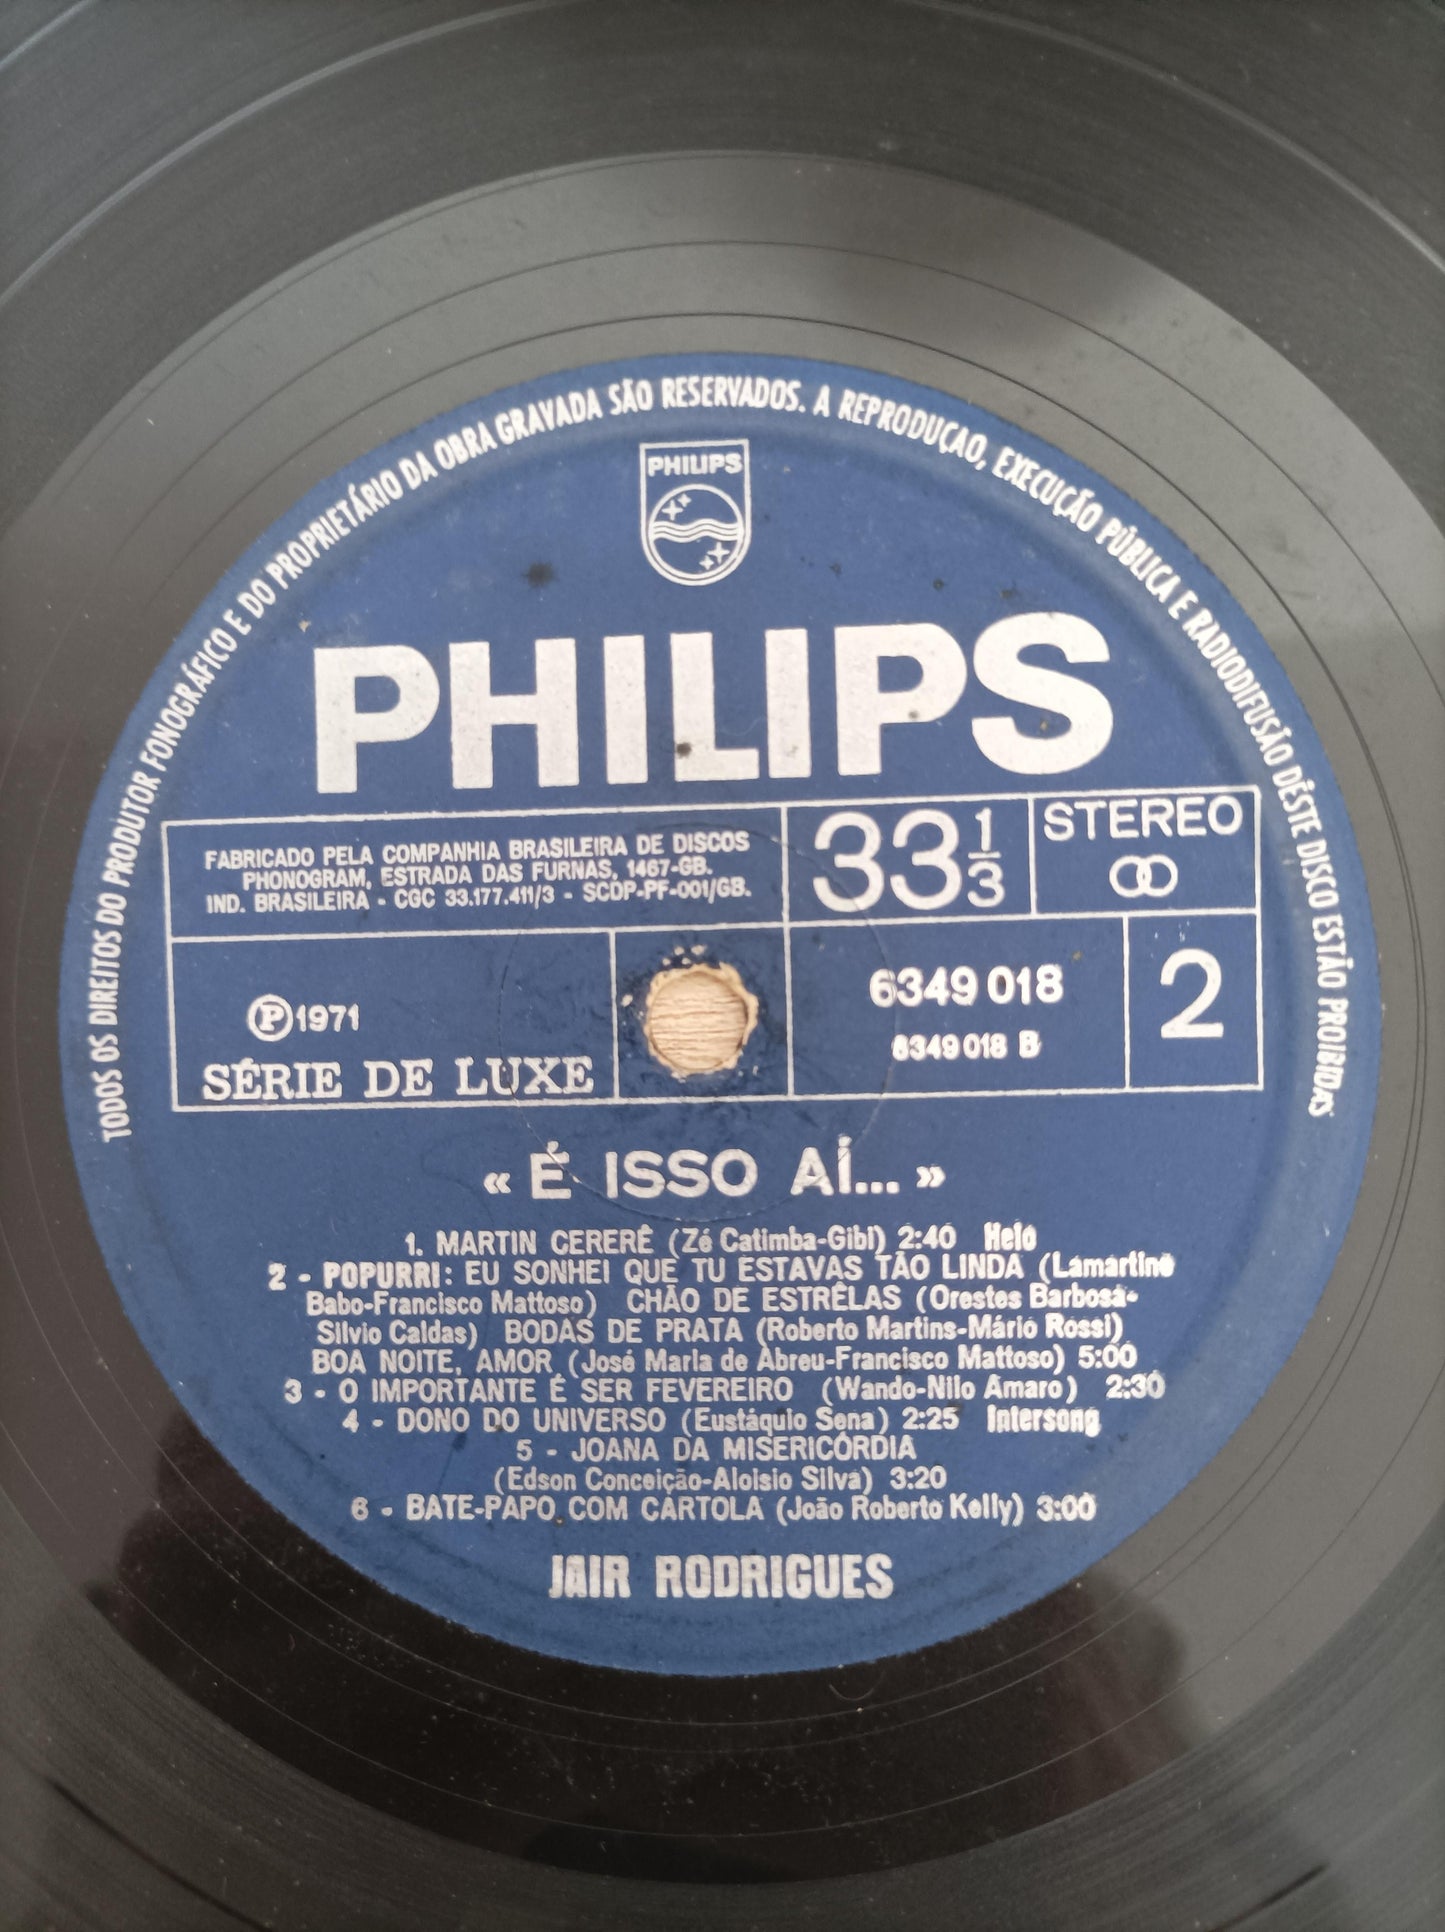 TODOS OS DIREITOS DO PRODUTOR FONOGRÁFICO E DO PROPRIETÁRIO DA OBRA GRAVADA SÃO RESERVADOS. A REPRODUÇAO, EXECUÇÃO PÚBLICA E RADIODIFUSÃO DÊSTE DISCO ESTÃO PROIBIDAS
PHILIPS
PHILIPS
FABRICADO PELA COMPANHIA BRASILEIRA DE DISCOS
PHONOGRAM, ESTRADA DAS FURNAS, 1467-GB.
IND. BRASILEIRA - CGC 33.177.411/3 - SCDP-PF-001/GB.
33 1/3
STEREO
Ⓟ 1971
SÉRIE DE LUXE
6349 018
6349 018 B
2
« É ISSO AÍ... »
1. MARTIN CERERÊ (Zé Catimba-Gibi) 2:40 Helo
2 - POPURRI: EU SONHEI QUE TU ESTAVAS TÃO LINDA (Lamartine
Babo-Francisco Mattoso) CHÃO DE ESTRÊLAS (Orestes Barbosa-
Silvio Caldas) BODAS DE PRATA (Roberto Martins-Mário Rossi)
BOA NOITE, AMOR (José Maria de Abreu-Francisco Mattoso) 5:00
3 - O IMPORTANTE É SER FEVEREIRO (Wando-Nilo Amaro) 2:30
4 - DONO DO UNIVERSO (Eustáquio Sena) 2:25 Intersong
5 - JOANA DA MISERICÓRDIA
(Edson Conceição-Aloisio Silva) 3:20
6 - BATE-PAPO COM CARTOLA (João Roberto Kelly) 3:00
JAIR RODRIGUES